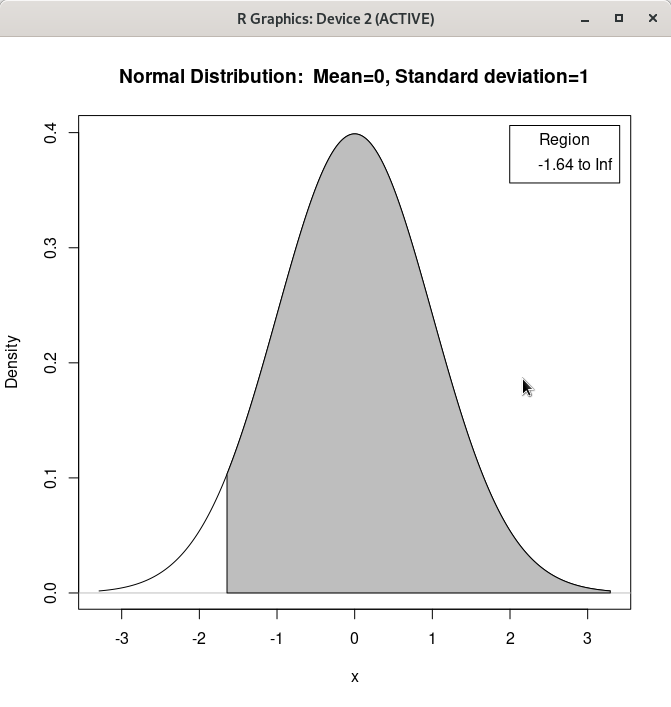 R Graphics: Device 2 (ACTIVE)
Normal Distribution:  Mean=0, Standard deviation=1
Region
-1.64 to Inf
0.4
0.3
0.2
0.1
0.0
Density
-3 -2 -1 0 1 2 3
x